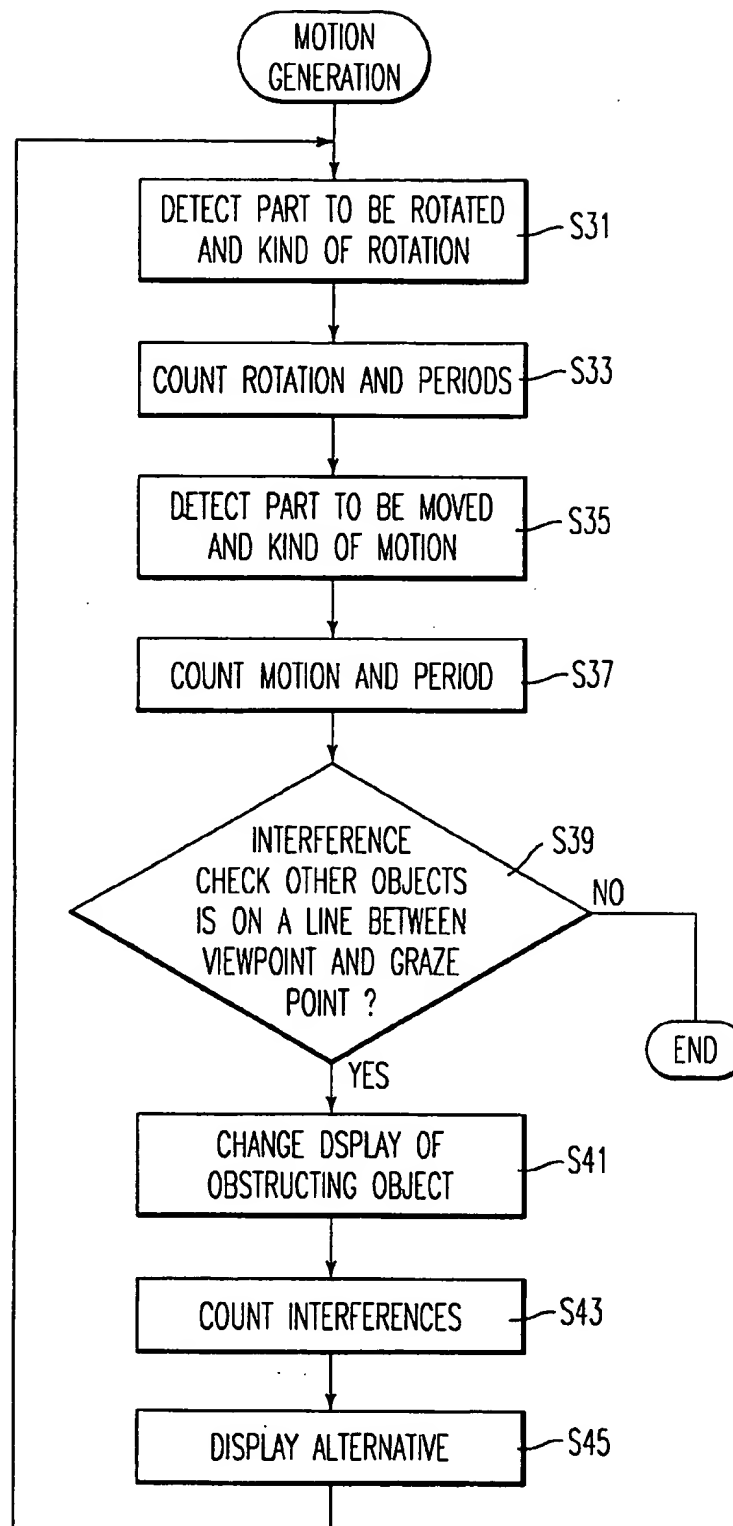 MOTION
GENERATION
DETECT PART TO BE ROTATED
AND KIND OF ROTATION
S31
COUNT ROTATION AND PERIODS
S33
DETECT PART TO BE MOVED
AND KIND OF MOTION
S35
COUNT MOTION AND PERIOD
S37
INTERFERENCE
CHECK OTHER OBJECTS
IS ON A LINE BETWEEN
VIEWPOINT AND GRAZE
POINT ?
S39
NO
END
YES
CHANGE DSPLAY OF
OBSTRUCTING OBJECT
S41
COUNT INTERFERENCES
S43
DISPLAY ALTERNATIVE
S45